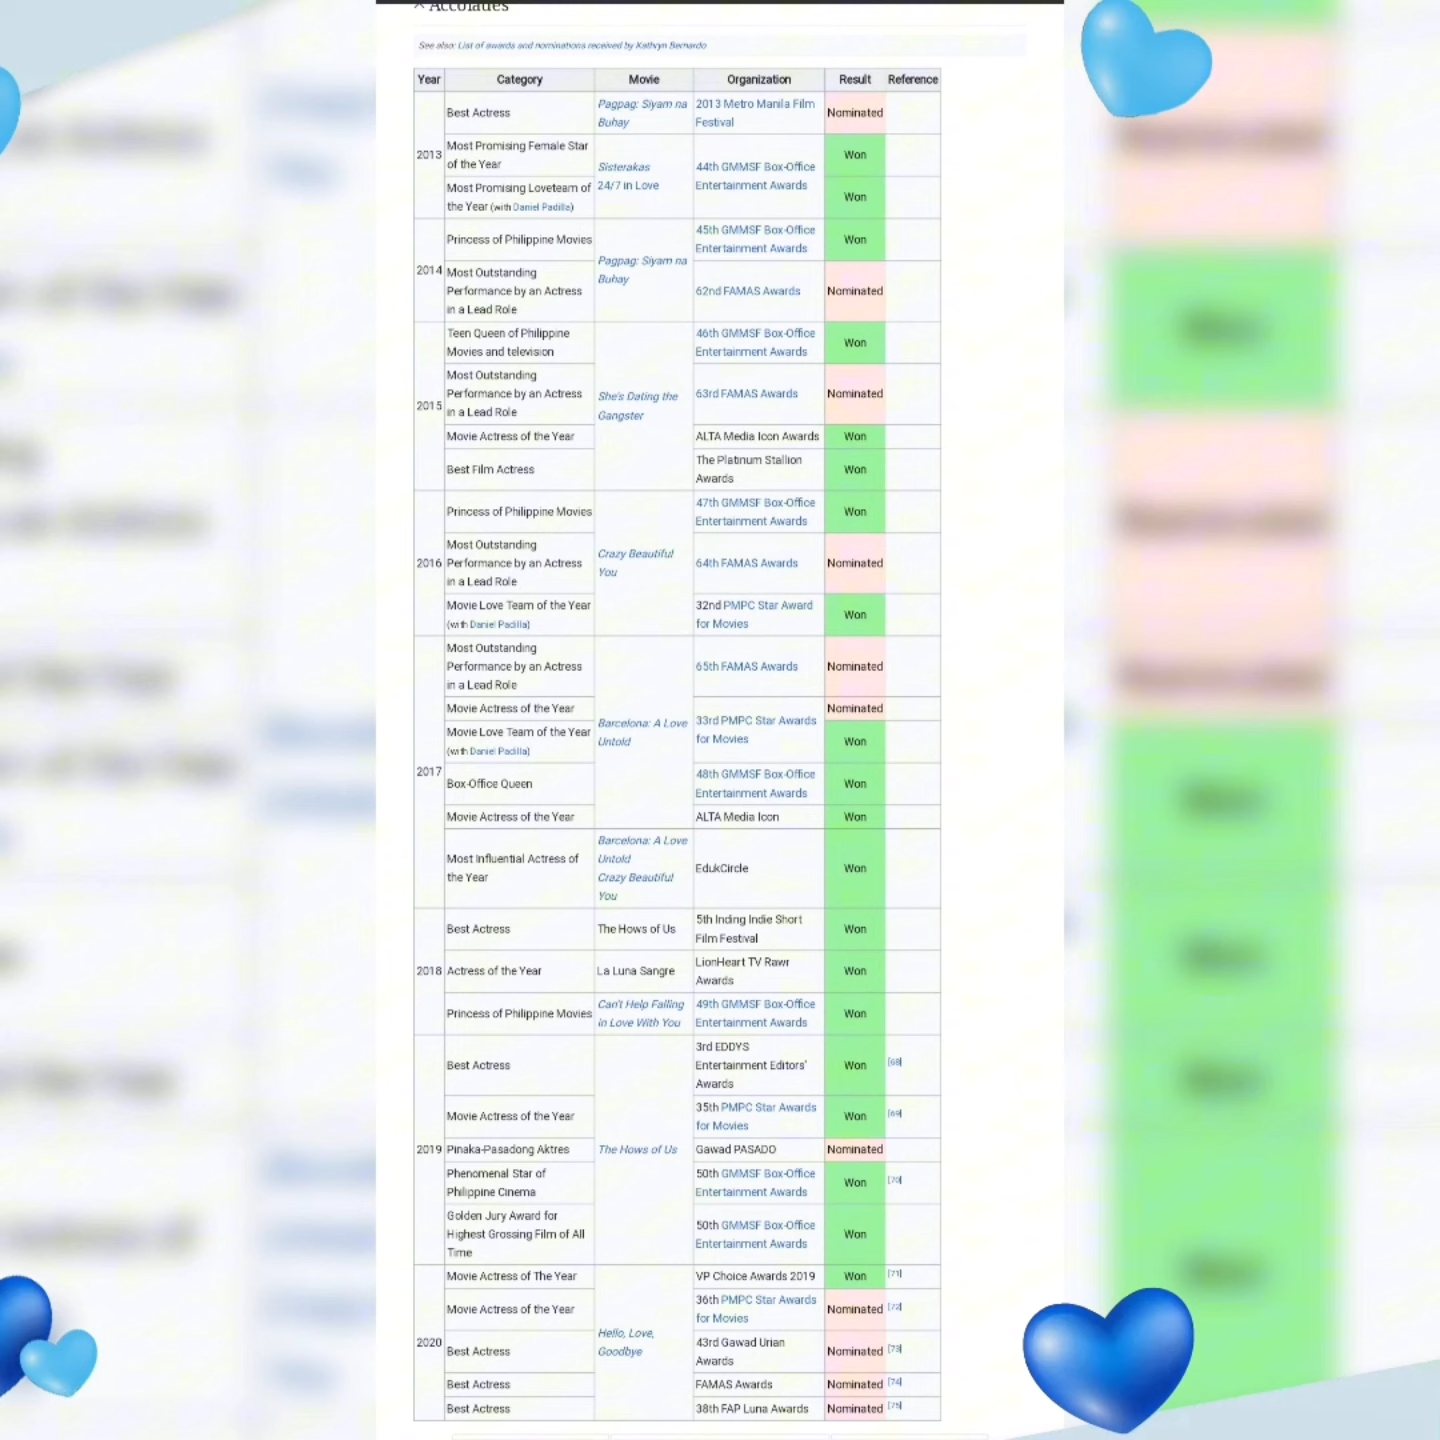 Accolades
See also: List of awards and nominations received by Kathryn Bernardo
Year Category Movie Organization Result Reference
2013
Best Actress
Pagpag: Siyam na
Buhay
2013 Metro Manila Film
Festival
Nominated
Most Promising Female Star
of the Year
Sisterakas
24/7 in Love
44th GMMSF Box-Office
Entertainment Awards
Won
Most Promising Loveteam of
the Year (with Daniel Padilla)
Won
2014
Princess of Philippine Movies
Pagpag: Siyam na
Buhay
45th GMMSF Box-Office
Entertainment Awards
Won
Most Outstanding
Performance by an Actress
in a Lead Role
62nd FAMAS Awards
Nominated
2015
Teen Queen of Philippine
Movies and television
She's Dating the
Gangster
46th GMMSF Box-Office
Entertainment Awards
Won
Most Outstanding
Performance by an Actress
in a Lead Role
63rd FAMAS Awards
Nominated
Movie Actress of the Year
ALTA Media Icon Awards
Won
Best Film Actress
The Platinum Stallion
Awards
Won
2016
Princess of Philippine Movies
Crazy Beautiful
You
47th GMMSF Box-Office
Entertainment Awards
Won
Most Outstanding
Performance by an Actress
in a Lead Role
64th FAMAS Awards
Nominated
Movie Love Team of the Year
(with Daniel Padilla)
32nd PMPC Star Award
for Movies
Won
2017
Most Outstanding
Performance by an Actress
in a Lead Role
Barcelona: A Love
Untold
65th FAMAS Awards
Nominated
Movie Actress of the Year
33rd PMPC Star Awards
for Movies
Nominated
Movie Love Team of the Year
(with Daniel Padilla)
Won
Box-Office Queen
48th GMMSF Box-Office
Entertainment Awards
Won
Movie Actress of the Year
ALTA Media Icon
Won
Most Influential Actress of
the Year
Barcelona: A Love
Untold
Crazy Beautiful
You
EdukCircle
Won
2018
Best Actress
The Hows of Us
5th Inding Indie Short
Film Festival
Won
Actress of the Year
La Luna Sangre
LionHeart TV Rawr
Awards
Won
Princess of Philippine Movies
Can't Help Falling
in Love With You
49th GMMSF Box-Office
Entertainment Awards
Won
2019
Best Actress
The Hows of Us
3rd EDDYS
Entertainment Editors'
Awards
Won
[68]
Movie Actress of the Year
35th PMPC Star Awards
for Movies
Won
[69]
Pinaka-Pasadong Aktres
Gawad PASADO
Nominated
Phenomenal Star of
Philippine Cinema
50th GMMSF Box-Office
Entertainment Awards
Won
[70]
Golden Jury Award for
Highest Grossing Film of All
Time
50th GMMSF Box-Office
Entertainment Awards
Won
2020
Movie Actress of The Year
Hello, Love,
Goodbye
VP Choice Awards 2019
Won
[71]
Movie Actress of the Year
36th PMPC Star Awards
for Movies
Nominated
[72]
Best Actress
43rd Gawad Urian
Awards
Nominated
[73]
Best Actress
FAMAS Awards
Nominated
[74]
Best Actress
38th FAP Luna Awards
Nominated
[75]